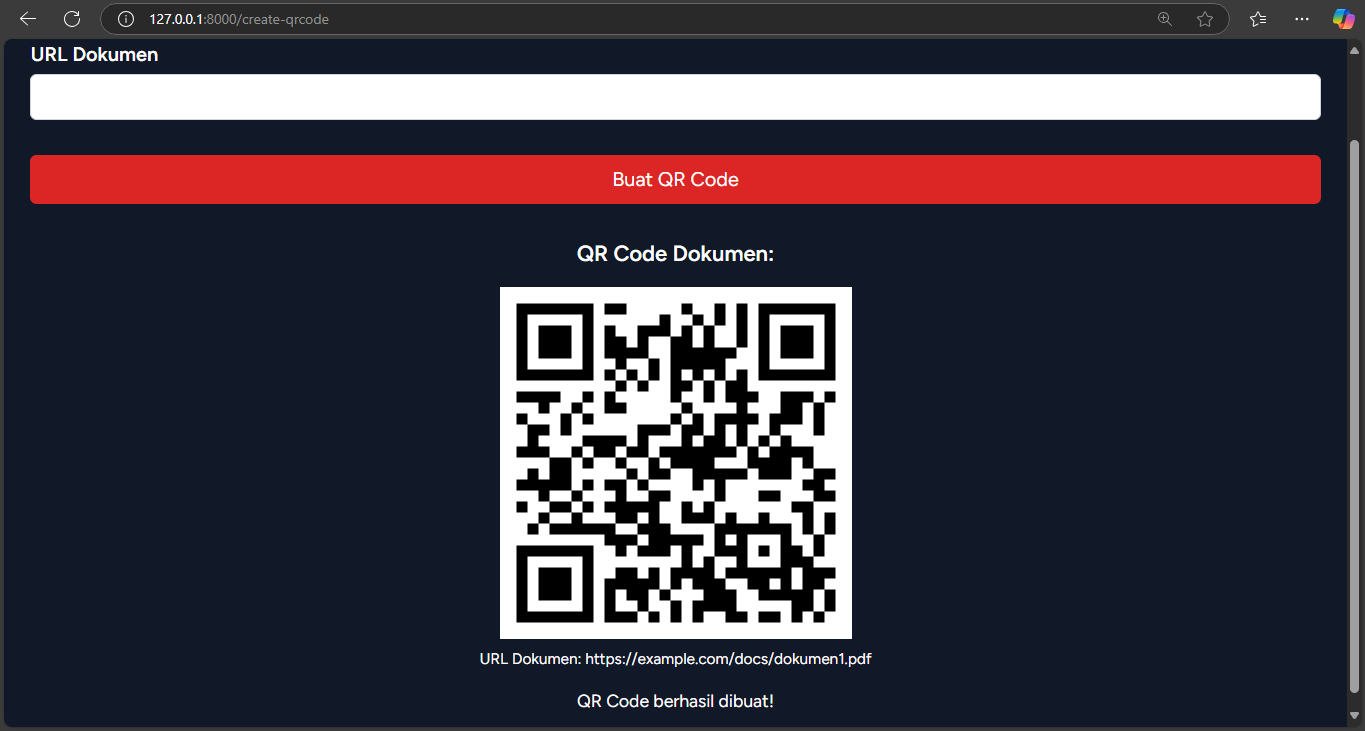 127.0.0.1:8000/create-qrcode
URL Dokumen
Buat QR Code
QR Code Dokumen:
URL Dokumen: https://example.com/docs/dokumen1.pdf
QR Code berhasil dibuat!